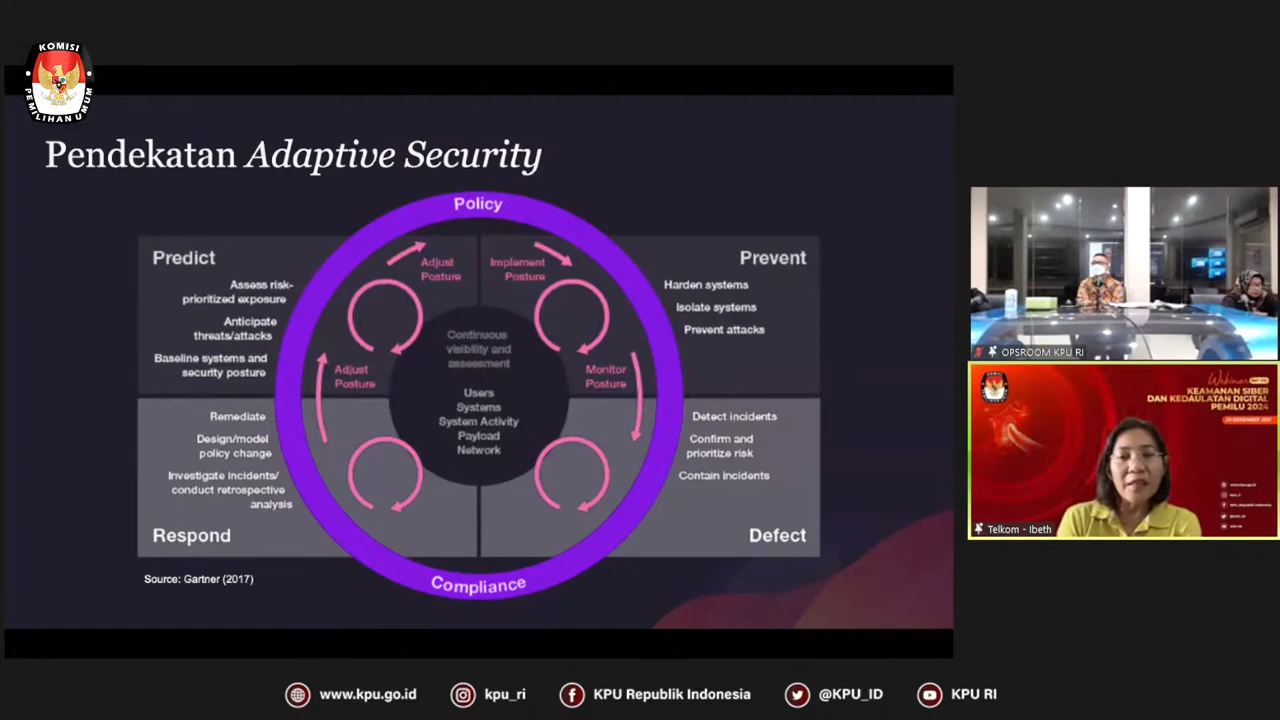 KOMISI
PEMILIHAN UMUM
Pendekatan Adaptive Security
Policy
Predict
Assess risk-
prioritized exposure
Anticipate
threats/attacks
Baseline systems and
security posture
Adjust
Posture
Implement
Posture
Prevent
Harden systems
Isolate systems
Prevent attacks
Continuous
visibility and
assessment
Users
Systems
System Activity
Payload
Network
Adjust
Posture
Monitor
Posture
Remediate
Design/model
policy change
Investigate incidents/
conduct retrospective
analysis
Respond
Detect incidents
Confirm and
prioritize risk
Contain incidents
Defect
Compliance
Source: Gartner (2017)
OPSROOM KPU RI
Webinar
KEAMANAN SIBER
DAN KEDAULATAN DIGITAL
PEMILU 2024
Telkom - Ibeth
www.kpu.go.id
kpu_ri
KPU Republik Indonesia
@KPU_ID
KPU RI